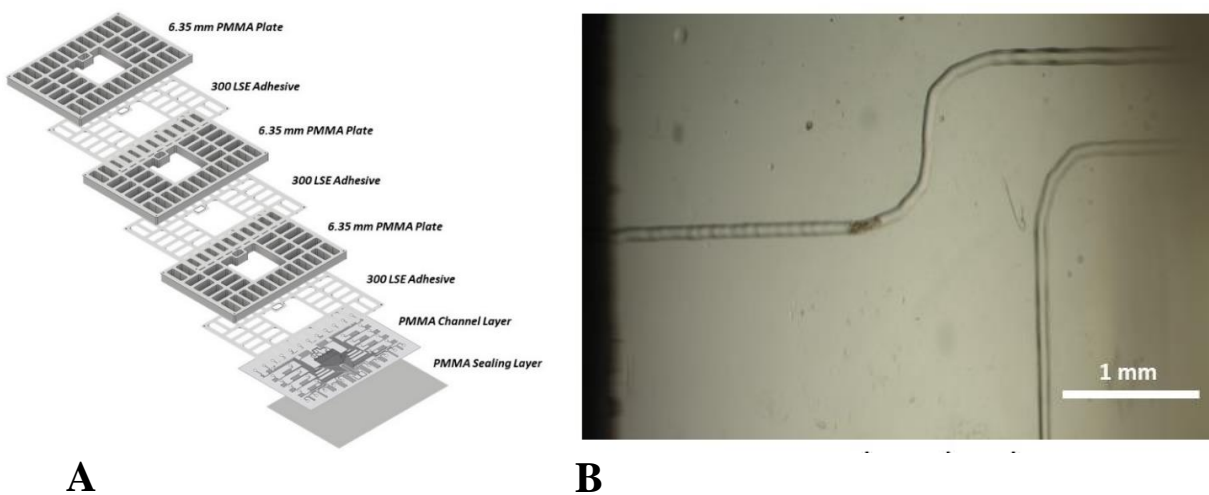 6.35 mm PMMA Plate
300 LSE Adhesive
6.35 mm PMMA Plate
300 LSE Adhesive
6.35 mm PMMA Plate
300 LSE Adhesive
PMMA Channel Layer
PMMA Sealing Layer
1 mm
A
B